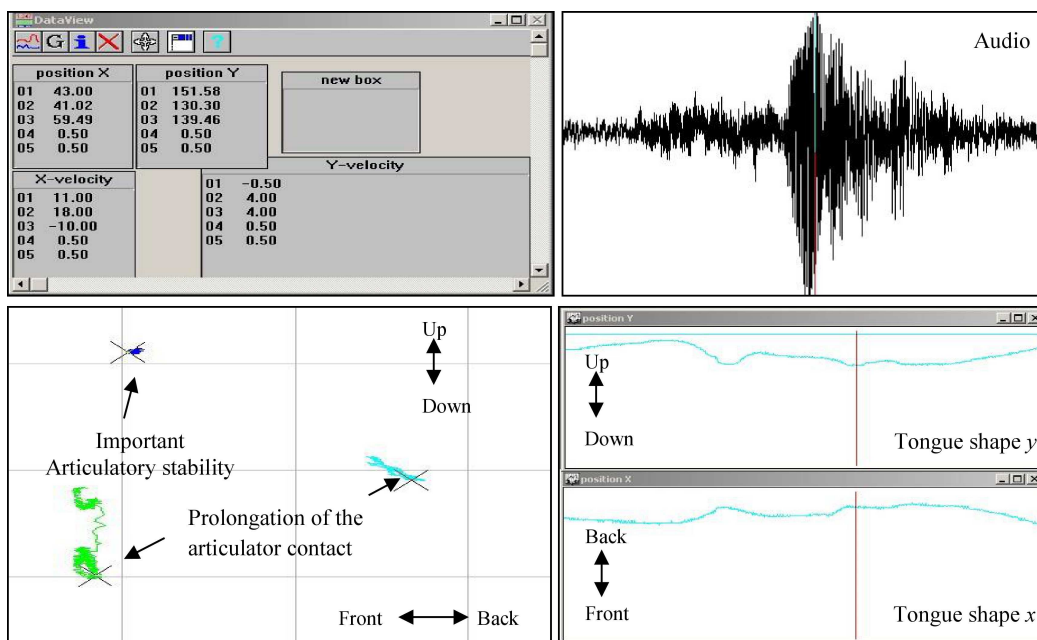 DataView
G i ?
position X
01 43.00
02 41.02
03 59.49
04 0.50
05 0.50
position Y
01 151.58
02 130.30
03 139.46
04 0.50
05 0.50
new box
X-velocity
01 11.00
02 18.00
03 -10.00
04 0.50
05 0.50
Y-velocity
01 -0.50
02 4.00
03 4.00
04 0.50
05 0.50
Audio
Up
Down
Important
Articulatory stability
Prolongation of the
articulator contact
Front
Back
position Y
Up
Down
Tongue shape y
position X
Back
Front
Tongue shape x